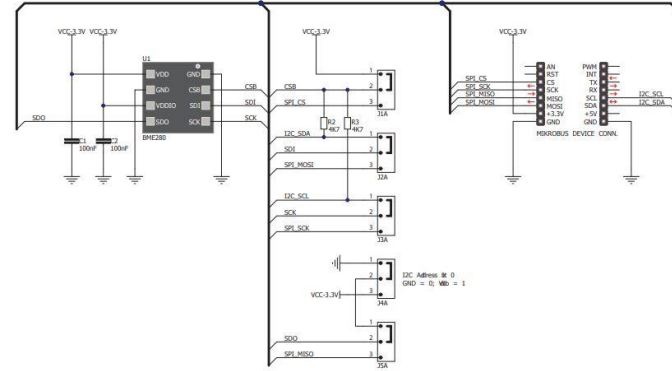 VCC-3.3V VCC-3.3V
U1
VDD GND
GND CSB
VDDIO SDI
SDO SCK
BME280
CSB
SDI
SCK
SDO
C1
100nF
C2
100nF
VCC-3.3V
1
CSB 2
SPI_CS 3
J1A
R2
4K7
R3
4K7
I2C_SDA 1
SDI 2
SPI_MOSI 3
J2A
I2C_SCL 1
SCK 2
SPI_SCK 3
J3A
1
2
VCC-3.3V 3
J4A
I2C Adress Bit 0
GND = 0;
= 1
1
SDO 2
SPI_MISO 3
J5A
VCC-3.3V
SPI_CS
SPI_SCK
SPI_MISO
SPI_MOSI
AN PWM
RST INT
CS TX
SCK RX
MISO SCL
MOSI SDA
+3.3V +5V
GND GND
I2C_SCL
I2C_SDA
MIKROBUS DEVICE CONN.